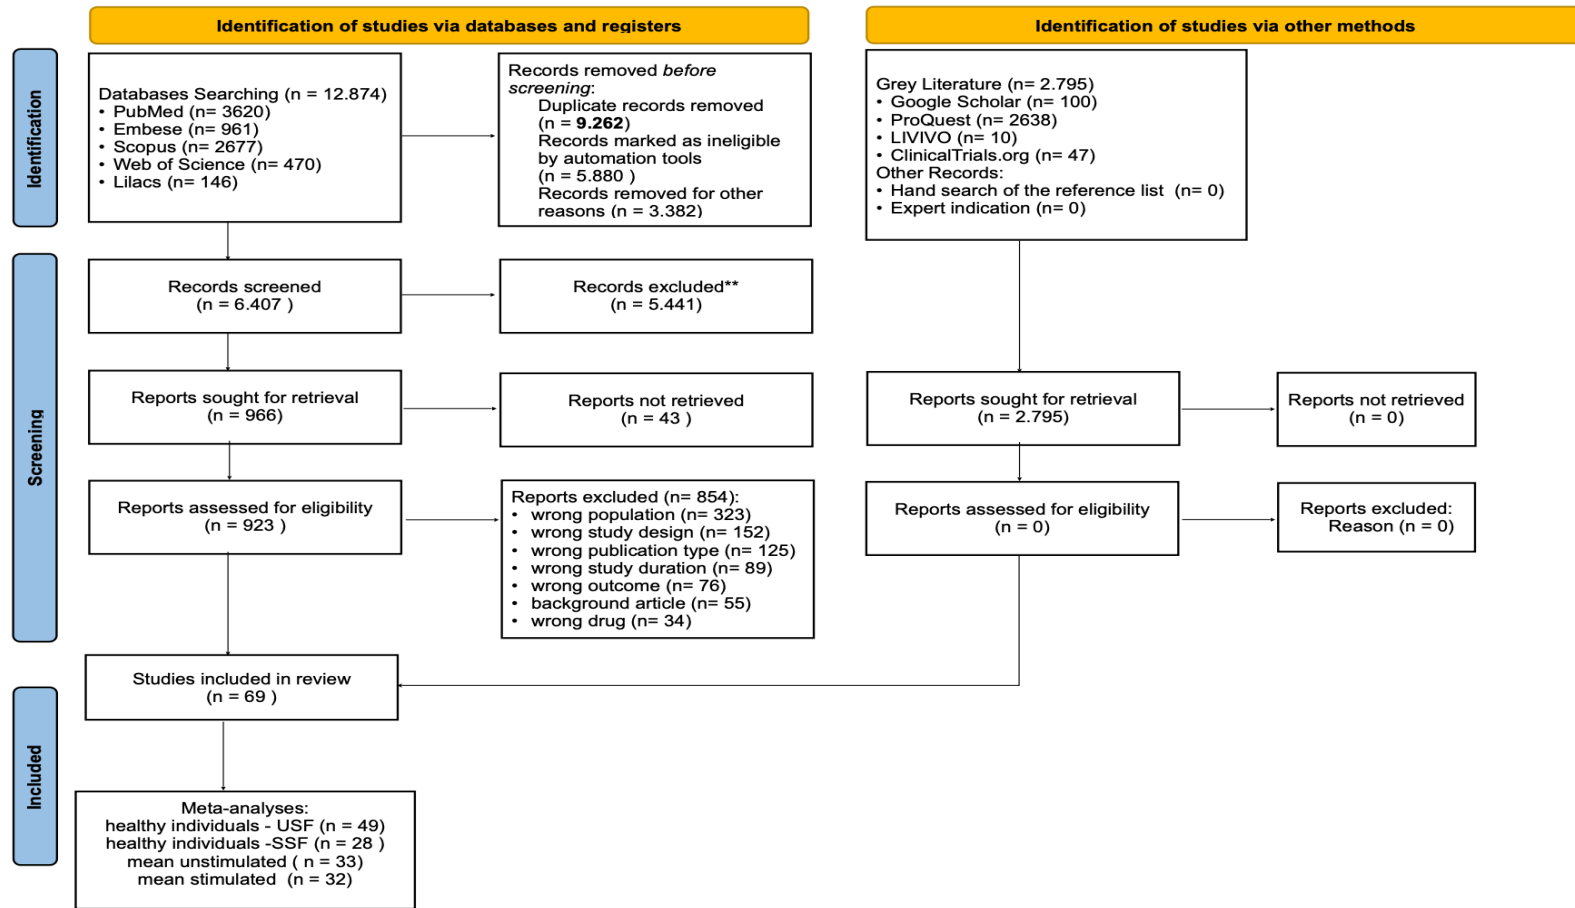 Identification of studies via databases and registers
Identification of studies via other methods
Identification
Databases Searching (n = 12.874)
• PubMed (n= 3620)
• Embese (n= 961)
• Scopus (n= 2677)
• Web of Science (n= 470)
• Lilacs (n= 146)
Records removed before
screening:
Duplicate records removed
(n = 9.262)
Records marked as ineligible
by automation tools
(n = 5.880 )
Records removed for other
reasons (n = 3.382)
Grey Literature (n= 2.795)
• Google Scholar (n= 100)
• ProQuest (n= 2638)
• LIVIVO (n= 10)
• ClinicalTrials.org (n= 47)
Other Records:
• Hand search of the reference list (n= 0)
• Expert indication (n= 0)
Screening
Records screened
(n = 6.407 )
Records excluded**
(n = 5.441)
Reports sought for retrieval
(n = 966)
Reports not retrieved
(n = 43 )
Reports sought for retrieval
(n = 2.795)
Reports not retrieved
(n = 0)
Reports assessed for eligibility
(n = 923 )
Reports excluded (n= 854):
• wrong population (n= 323)
• wrong study design (n= 152)
• wrong publication type (n= 125)
• wrong study duration (n= 89)
• wrong outcome (n= 76)
• background article (n= 55)
• wrong drug (n= 34)
Reports assessed for eligibility
(n = 0)
Reports excluded:
Reason (n = 0)
Included
Studies included in review
(n = 69 )
Meta-analyses:
healthy individuals - USF (n = 49)
healthy individuals -SSF (n = 28 )
mean unstimulated ( n = 33)
mean stimulated (n = 32)